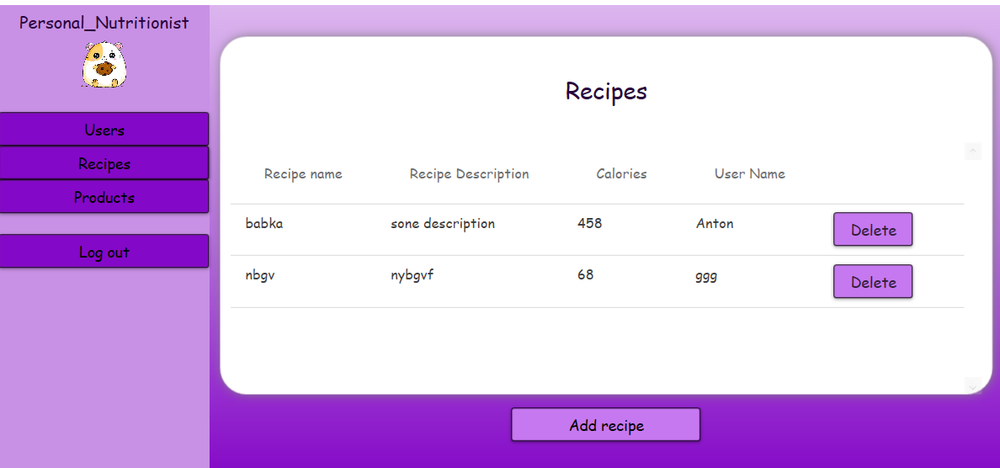 Personal_Nutritionist
Users
Recipes
Products
Log out
Recipes
Recipe name Recipe Description Calories User Name
babka sone description 458 Anton Delete
nbgv nybgvf 68 ggg Delete
Add recipe